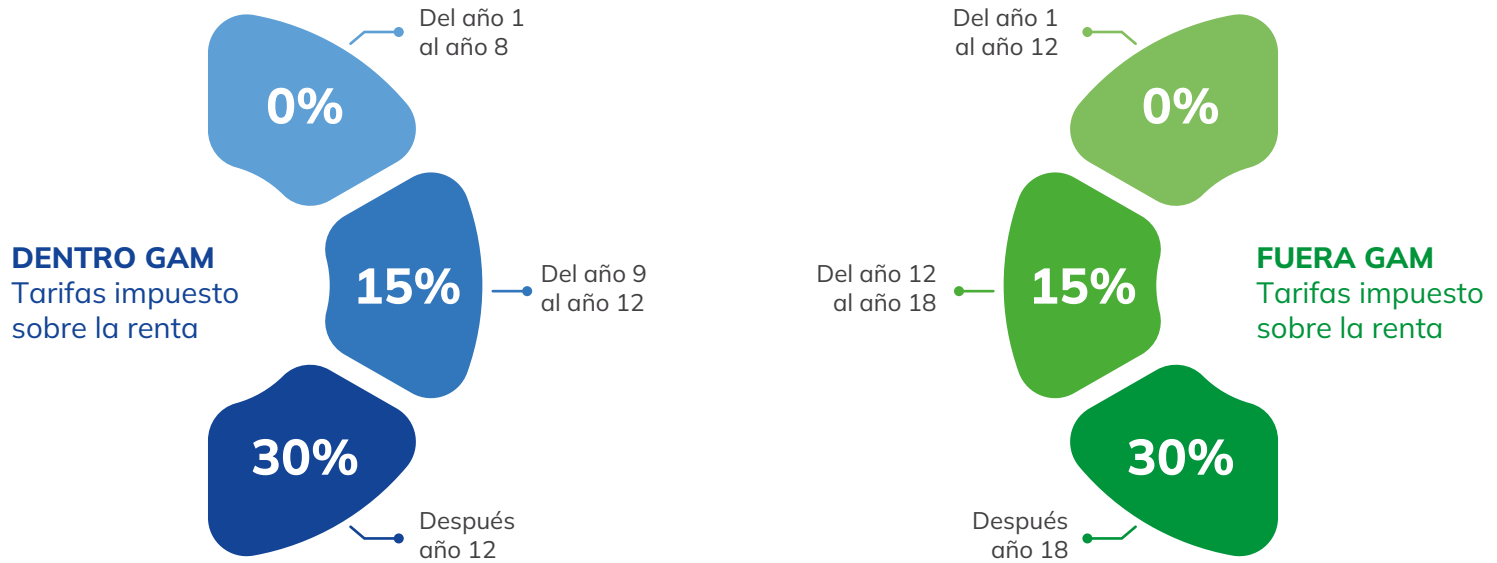 DENTRO GAM
Tarifas impuesto
sobre la renta
0%
Del año 1
al año 8
15%
Del año 9
al año 12
30%
Después
año 12
FUERA GAM
Tarifas impuesto
sobre la renta
0%
Del año 1
al año 12
15%
Del año 12
al año 18
30%
Después
año 18